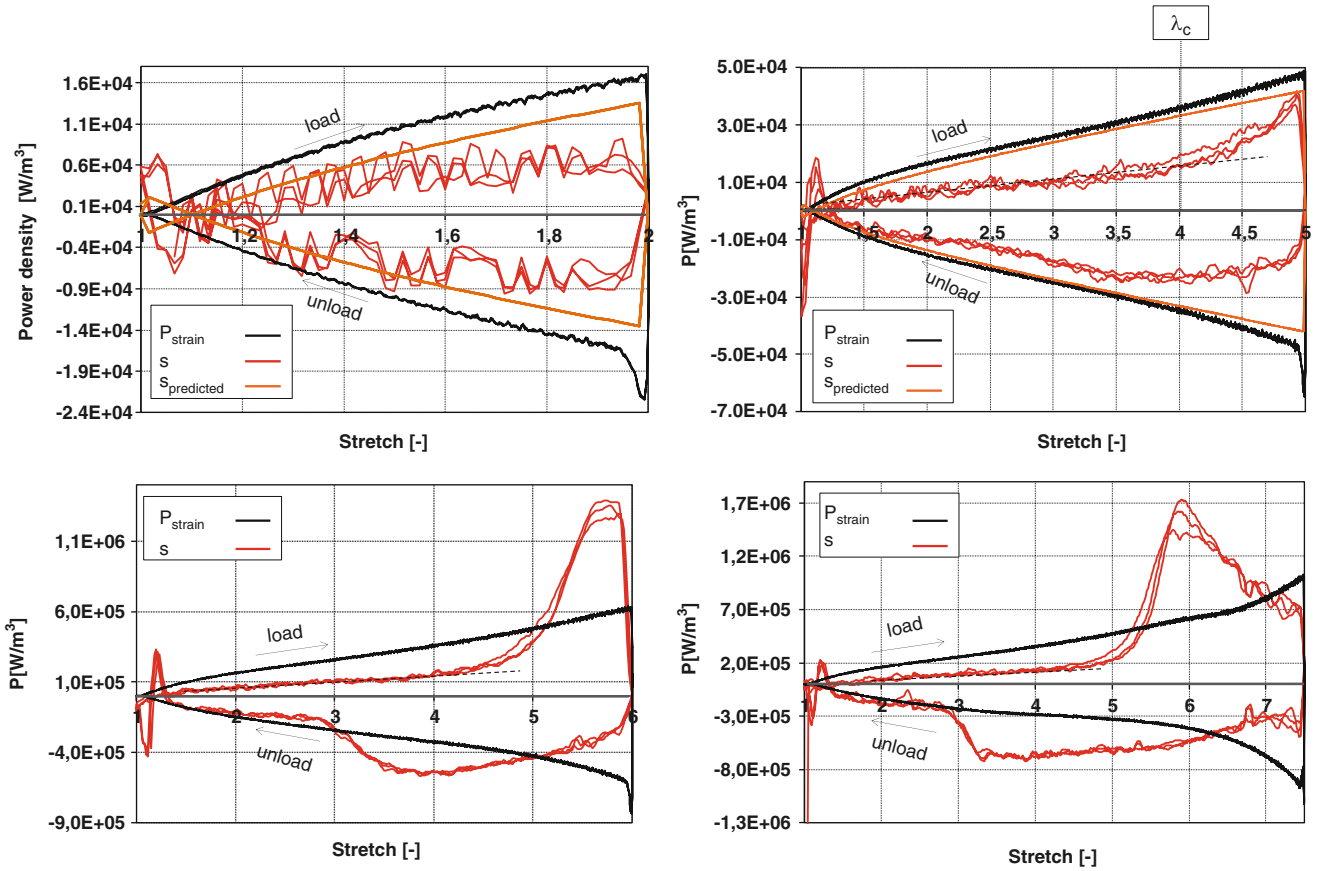 λc
Power density [W/m³]
1.6E+04
1.1E+04
0.6E+04
0.1E+04
-0.4E+04
-0.9E+04
-1.4E+04
-1.9E+04
-2.4E+04
1
1,2
1,4
1,6
1,8
2
load
unload
Pstrain
s
spredicted
Stretch [-]
P[W/m³]
5.0E+04
3.0E+04
1.0E+04
-1.0E+04
-3.0E+04
-5.0E+04
-7.0E+04
1
1,5
2
2,5
3
3,5
4
4,5
5
load
unload
Pstrain
s
spredicted
Stretch [-]
P[W/m³]
1,1E+06
6,0E+05
1,0E+05
-4,0E+05
-9,0E+05
1
2
3
4
5
6
load
unload
Pstrain
s
Stretch [-]
P[W/m³]
1,7E+06
1,2E+06
7,0E+05
2,0E+05
-3,0E+05
-8,0E+05
-1,3E+06
1
2
3
4
5
6
7
load
unload
Pstrain
s
Stretch [-]